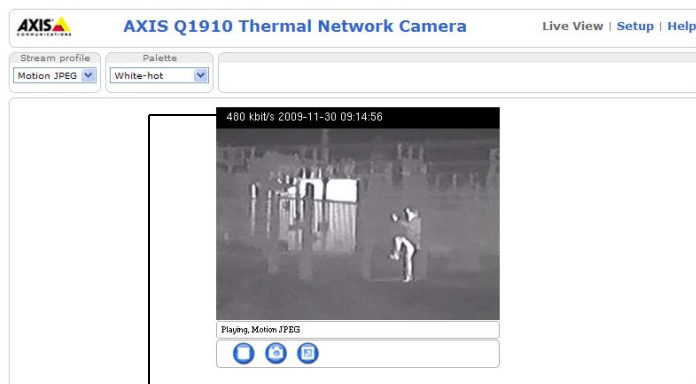 AXIS
COMMUNICATIONS
AXIS Q1910 Thermal Network Camera
Live View | Setup | Help
Stream profile
Palette
Motion JPEG
White-hot
480 kbit/s 2009-11-30 09:14:56
Playing, Motion JPEG